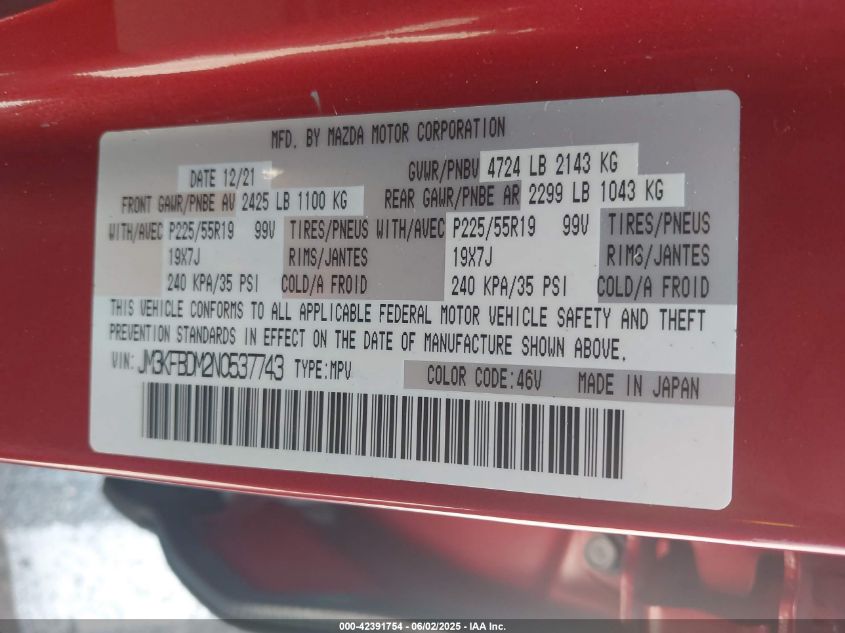 MFD. BY MAZDA MOTOR CORPORATION
DATE 12/21 GVWR/PNBV 4724 LB 2143 KG
FRONT GAWR/PNBE AV 2425 LB 1100 KG REAR GAWR/PNBE AR 2299 LB 1043 KG
WITH/AVEC P225/55R19 99V TIRES/PNEUS WITH/AVEC P225/55R19 99V TIRES/PNEUS
19X7J RIMS/JANTES 19X7J RIMS/JANTES
240 KPA/35 PSI COLD/A FROID 240 KPA/35 PSI COLD/A FROID
THIS VEHICLE CONFORMS TO ALL APPLICABLE FEDERAL MOTOR VEHICLE SAFETY AND THEFT
PREVENTION STANDARDS IN EFFECT ON THE DATE OF MANUFACTURE SHOWN ABOVE.
VIN: JM3KFBDM2N0537743 TYPE:MPV COLOR CODE:46V MADE IN JAPAN
000-42391754 - 06/02/2025 - IAA Inc.